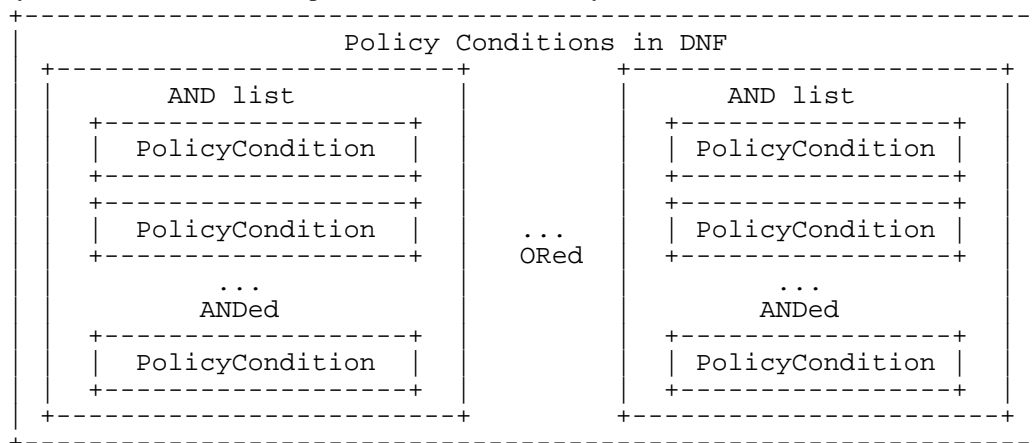 Policy Conditions in DNF
AND list AND list
PolicyCondition PolicyCondition
PolicyCondition ... PolicyCondition
ORed
... ...
ANDed ANDed
PolicyCondition PolicyCondition